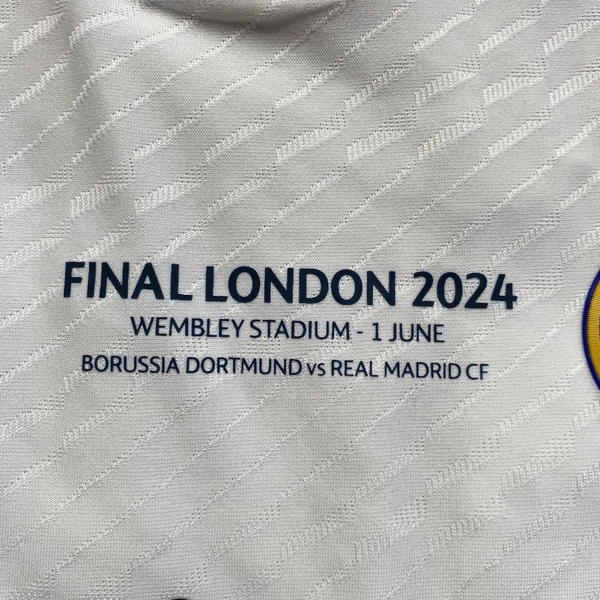 FINAL LONDON 2024
WEMBLEY STADIUM - 1 JUNE
BORUSSIA DORTMUND vs REAL MADRID CF